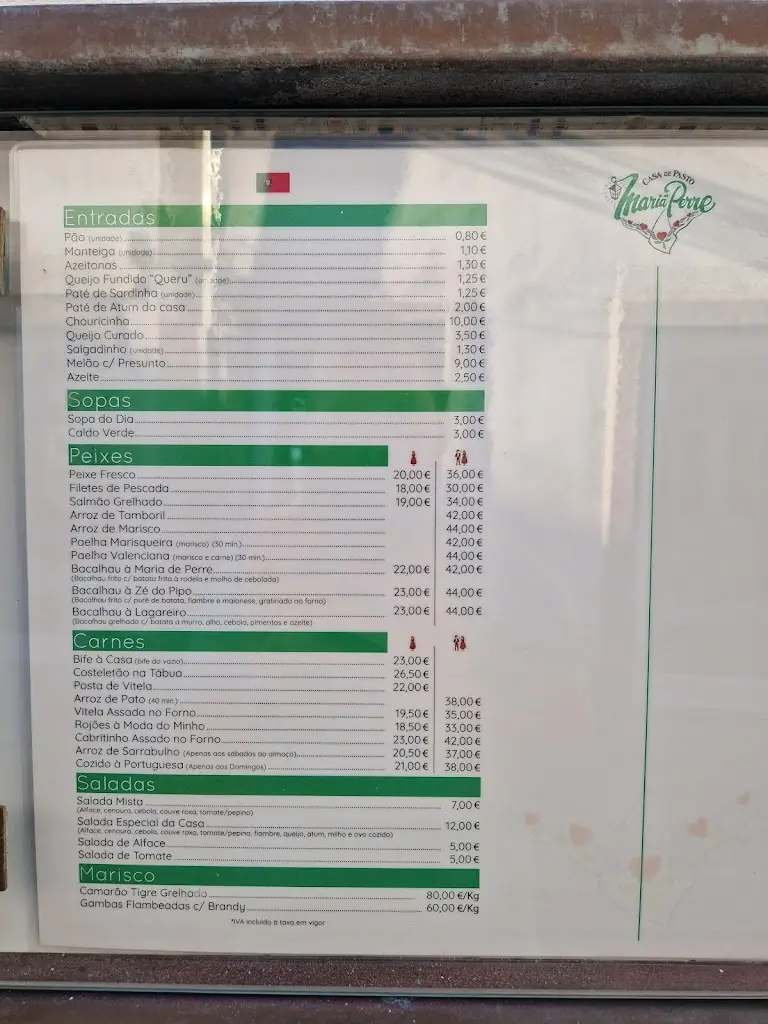 CASA DE PASTO
Maria de Perre
Entradas
Pão (unidade) 0,80 €
Manteiga (unidade) 1,10 €
Azeitonas 1,30 €
Queijo Fundido "Queru" (unidade) 1,25 €
Patê de Sardinha (unidade) 1,25 €
Patê de Atum da casa 2,00 €
Chouricinha 10,00 €
Queijo Curado 3,50 €
Salgadinho (unidade) 1,30 €
Melão c/ Presunto 9,00 €
Azeite 2,50 €
Sopas
Sopa do Dia 3,00 €
Caldo Verde 3,00 €
Peixes
Peixe Fresco 20,00 € 36,00 €
Filetes de Pescada 18,00 € 30,00 €
Salmão Grelhado 19,00 € 34,00 €
Arroz de Tamboril 42,00 €
Arroz de Marisco 44,00 €
Paelha Marisqueira (marisco) (30 min.) 42,00 €
Paelha Valenciana (marisco e carne) (30 min.) 44,00 €
Bacalhau à Maria de Perre 22,00 € 42,00 €
(Bacalhau frito c/ batata frita à rodela e molho de cebolada)
Bacalhau à Zé do Pipo 23,00 € 44,00 €
(Bacalhau frito c/ puré de batata, fiambre e maionese, gratinado no forno)
Bacalhau à Lagareiro 23,00 € 44,00 €
(Bacalhau grelhado c/ batata a murro, alho, cebola, pimentos e azeite)
Carnes
Bife à Casa (bife do vazio) 23,00 €
Costeletão na Tábua 26,50 €
Posta de Vitela 22,00 €
Arroz de Pato (40 min.) 38,00 €
Vitela Assada no Forno 19,50 € 35,00 €
Rojões à Moda do Minho 18,50 € 33,00 €
Cabritinho Assado no Forno 23,00 € 42,00 €
Arroz de Sarrabulho (Apenas aos sábados ao almoço) 20,50 € 37,00 €
Cozido à Portuguesa (Apenas aos Domingos) 21,00 € 38,00 €
Saladas
Salada Mista 7,00 €
(Alface, cenoura, cebola, couve roxa, tomate/pepino)
Salada Especial da Casa 12,00 €
(Alface, cenoura, cebola, couve roxa, tomate/pepino, fiambre, queijo, atum, milho e ovo cozido)
Salada de Alface 5,00 €
Salada de Tomate 5,00 €
Marisco
Camarão Tigre Grelhado 80,00 €/Kg
Gambas Flambeadas c/ Brandy 60,00 €/Kg
*IVA incluído à taxa em vigor